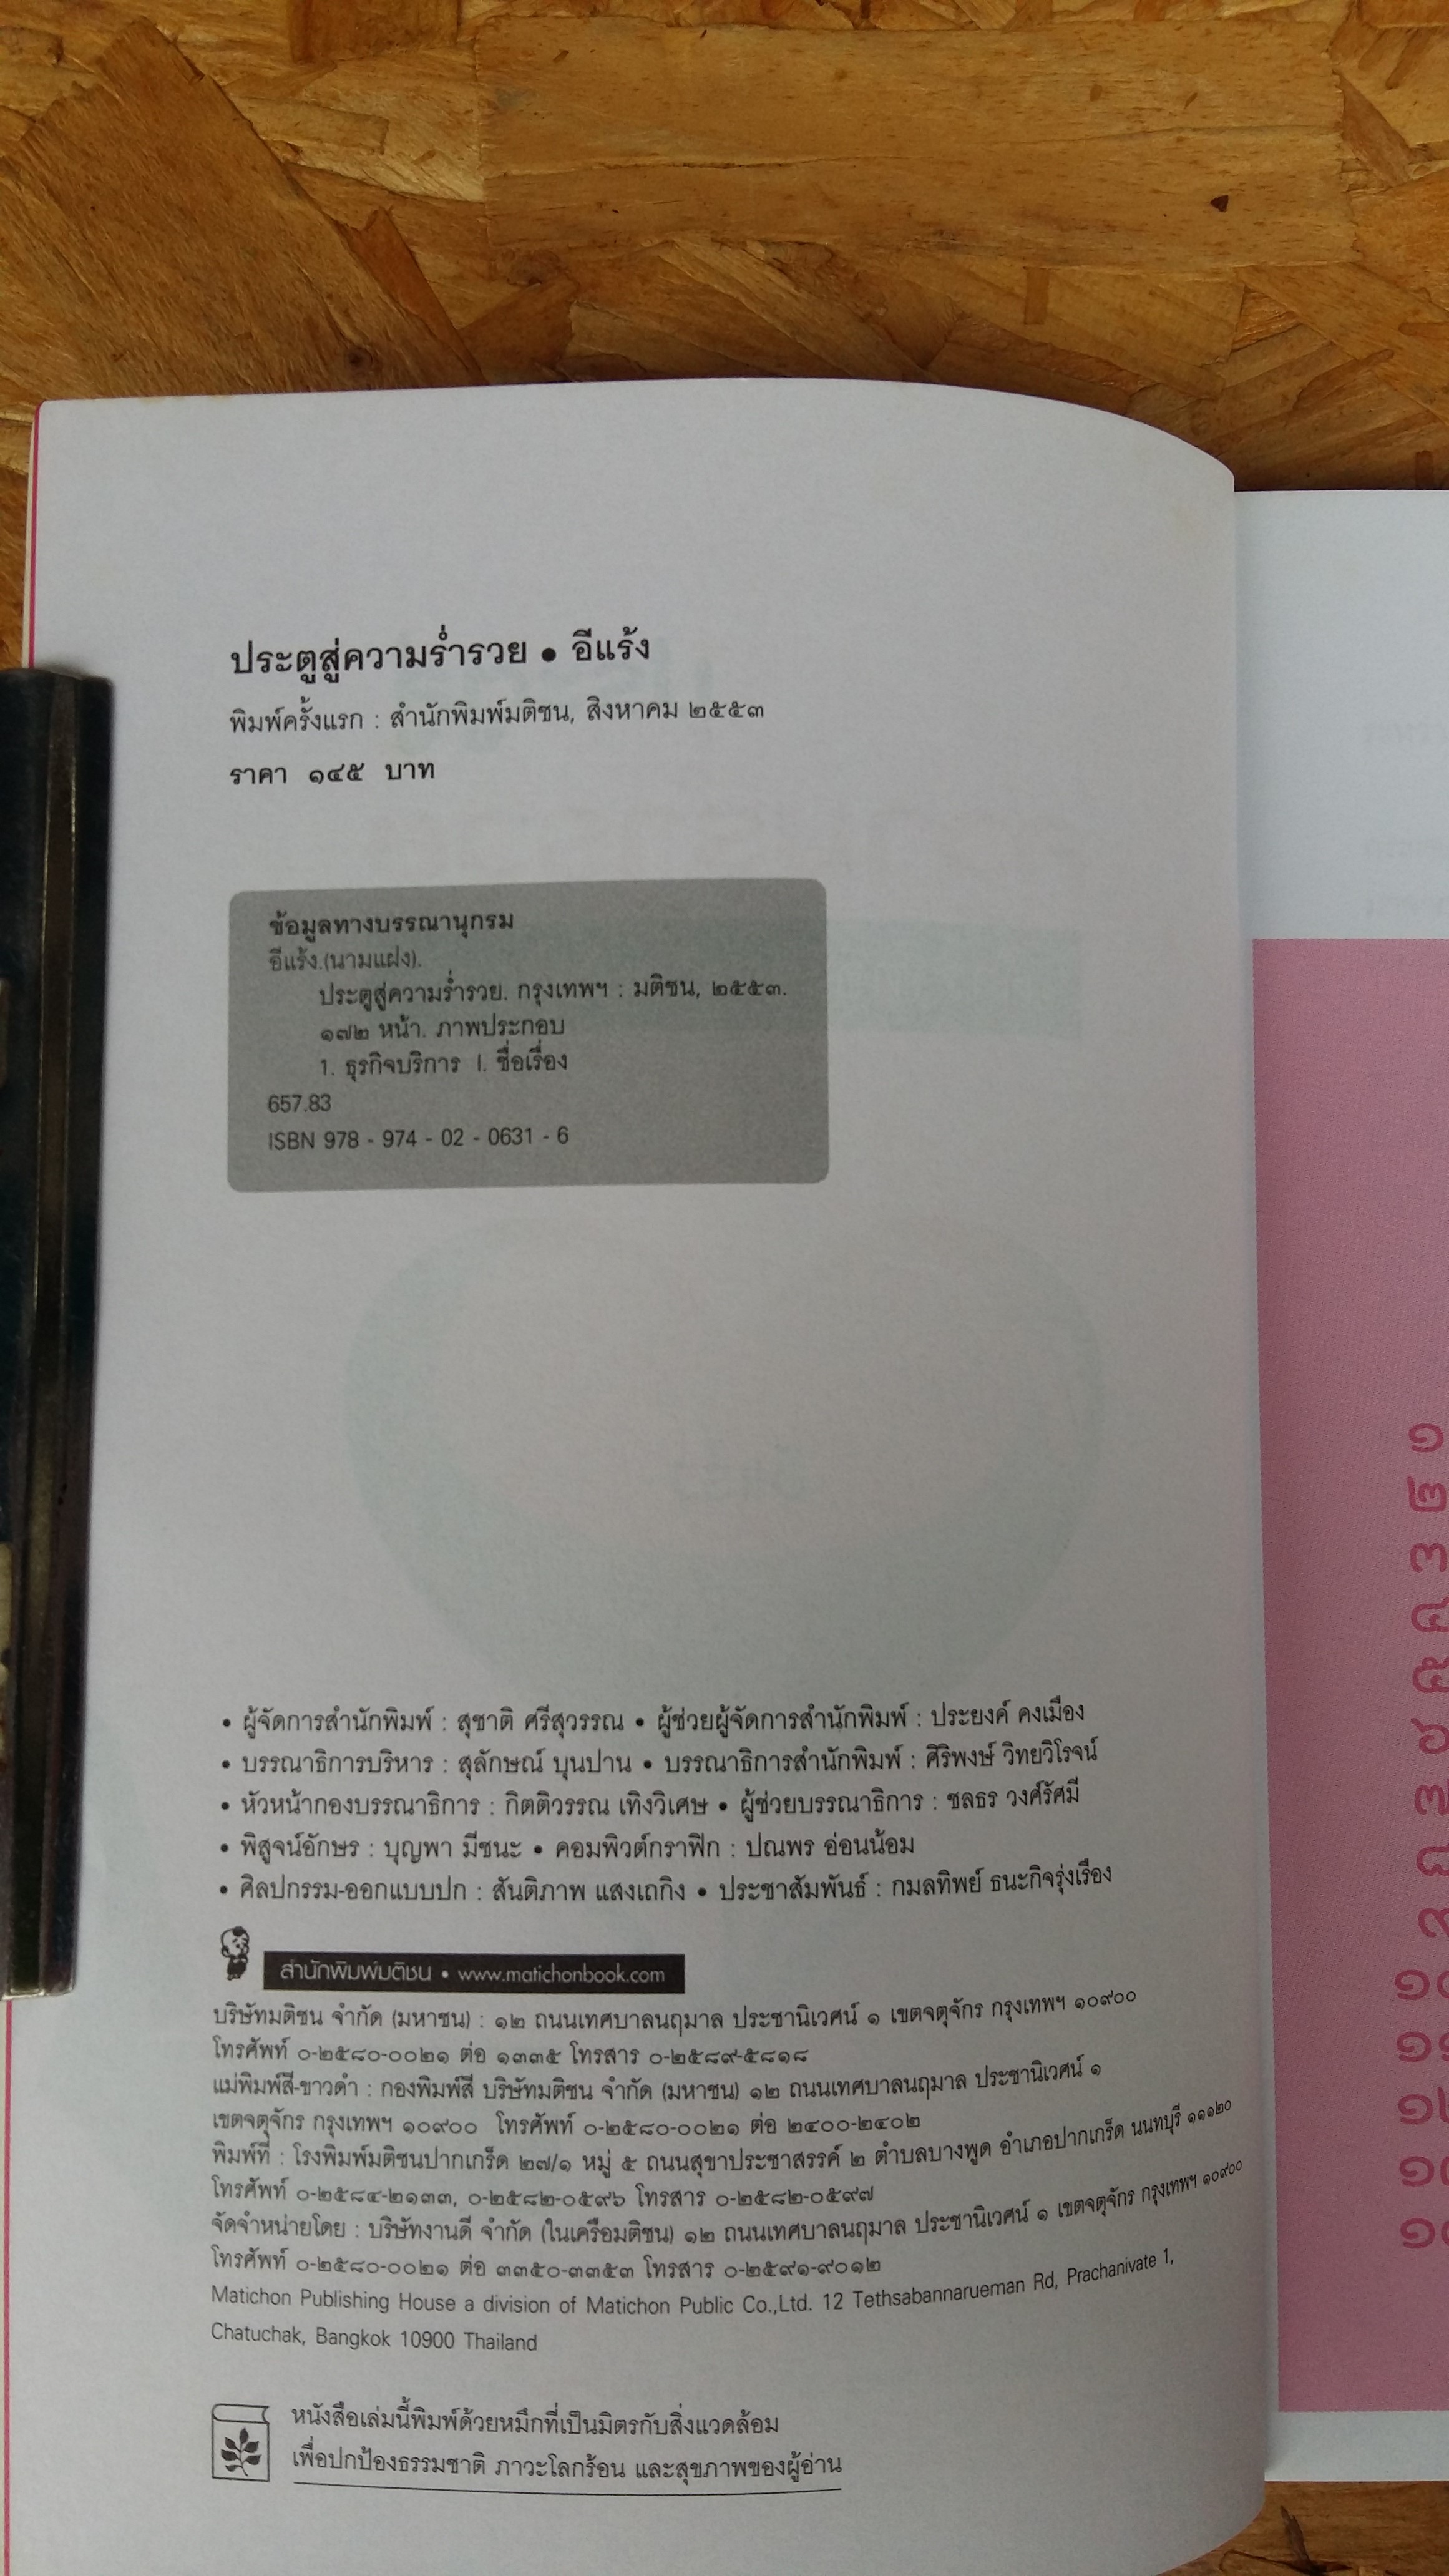 ประตูสู่ความร่ำรวย • อีแร้ง
พิมพ์ครั้งแรก : สำนักพิมพ์มติชน, สิงหาคม ๒๕๕๓
ราคา ๑๔๕ บาท
ข้อมูลทางบรรณานุกรม
อีแร้ง.(นามแฝง).
ประตูสู่ความร่ำรวย. กรุงเทพฯ : มติชน, ๒๕๕๓.
๑๗๒ หน้า. ภาพประกอบ
1. ธุรกิจบริการ I. ชื่อเรื่อง
657.83
ISBN 978 - 974 - 02 - 0631 - 6
• ผู้จัดการสำนักพิมพ์ : สุชาติ ศรีสุวรรณ • ผู้ช่วยผู้จัดการสำนักพิมพ์ : ประยงค์ คงเมือง
• บรรณาธิการบริหาร : สุลักษณ์ บุนปาน • บรรณาธิการสำนักพิมพ์ : ศิริพงษ์ วิทยวิโรจน์
• หัวหน้ากองบรรณาธิการ : กิตติวรรณ เทิงวิเศษ • ผู้ช่วยบรรณาธิการ : ชลธร วงศ์รัศมี
• พิสูจน์อักษร : บุญพา มีชนะ • คอมพิวต์กราฟิก : ปณพร อ่อนน้อม
• ศิลปกรรม-ออกแบบปก : สันติภาพ แสงเถกิง • ประชาสัมพันธ์ : กมลทิพย์ ธนะกิจรุ่งเรือง
สำนักพิมพ์มติชน • www.matichonbook.com
บริษัทมติชน จำกัด (มหาชน) : ๑๒ ถนนเทศบาลนฤมาล ประชานิเวศน์ ๑ เขตจตุจักร กรุงเทพฯ ๑๐๙๐๐
โทรศัพท์ ๐-๒๕๘๐-๐๐๒๑ ต่อ ๑๓๓๕ โทรสาร ๐-๒๕๘๙-๕๘๑๘
แม่พิมพ์สี-ขาวดำ : กองพิมพ์สี บริษัทมติชน จำกัด (มหาชน) ๑๒ ถนนเทศบาลนฤมาล ประชานิเวศน์ ๑
เขตจตุจักร กรุงเทพฯ ๑๐๙๐๐ โทรศัพท์ ๐-๒๕๘๐-๐๐๒๑ ต่อ ๒๔๐๐-๒๔๐๒
พิมพ์ที่ : โรงพิมพ์มติชนปากเกร็ด ๒๗/๑ หมู่ ๕ ถนนสุขาประชาสรรค์ ๒ ตำบลบางพูด อำเภอปากเกร็ด นนทบุรี ๑๑๑๒๐
โทรศัพท์ ๐-๒๕๘๔-๒๑๓๓, ๐-๒๕๘๒-๐๕๙๖ โทรสาร ๐-๒๕๘๒-๐๕๙๗
จัดจำหน่ายโดย : บริษัทงานดี จำกัด (ในเครือมติชน) ๑๒ ถนนเทศบาลนฤมาล ประชานิเวศน์ ๑ เขตจตุจักร กรุงเทพฯ ๑๐๙๐๐
โทรศัพท์ ๐-๒๕๘๐-๐๐๒๑ ต่อ ๓๓๕๐-๓๓๕๓ โทรสาร ๐-๒๕๙๑-๙๐๑๒
Matichon Publishing House a division of Matichon Public Co.,Ltd. 12 Tethsabannarueman Rd, Prachanivate 1,
Chatuchak, Bangkok 10900 Thailand
หนังสือเล่มนี้พิมพ์ด้วยหมึกที่เป็นมิตรกับสิ่งแวดล้อม
เพื่อปกป้องธรรมชาติ ภาวะโลกร้อน และสุขภาพของผู้อ่าน
๑
๒
๓
๔
๕
๖
๗
๘
๙
๑๐